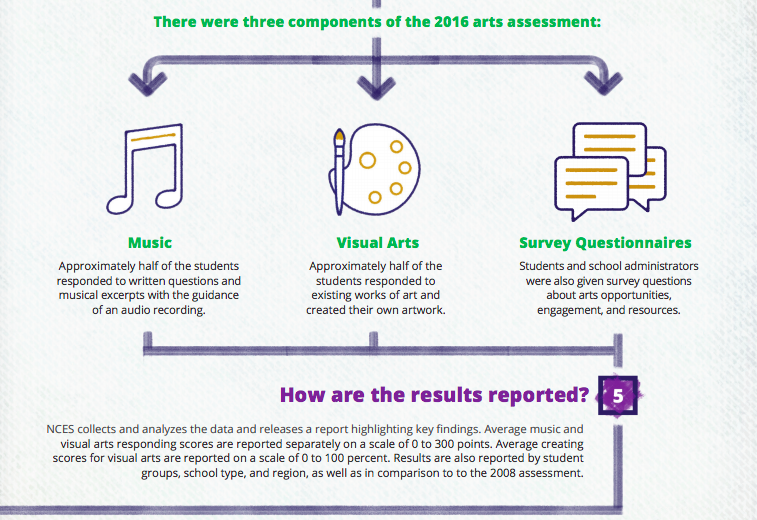 There were three components of the 2016 arts assessment:
Music
Approximately half of the students
responded to written questions and
musical excerpts with the guidance
of an audio recording.
Visual Arts
Approximately half of the
students responded to
existing works of art and
created their own artwork.
Survey Questionnaires
Students and school administrators
were also given survey questions
about arts opportunities,
engagement, and resources.
How are the results reported? 5
NCES collects and analyzes the data and releases a report highlighting key findings. Average music and
visual arts responding scores are reported separately on a scale of 0 to 300 points. Average creating
scores for visual arts are reported on a scale of 0 to 100 percent. Results are also reported by student
groups, school type, and region, as well as in comparison to to the 2008 assessment.